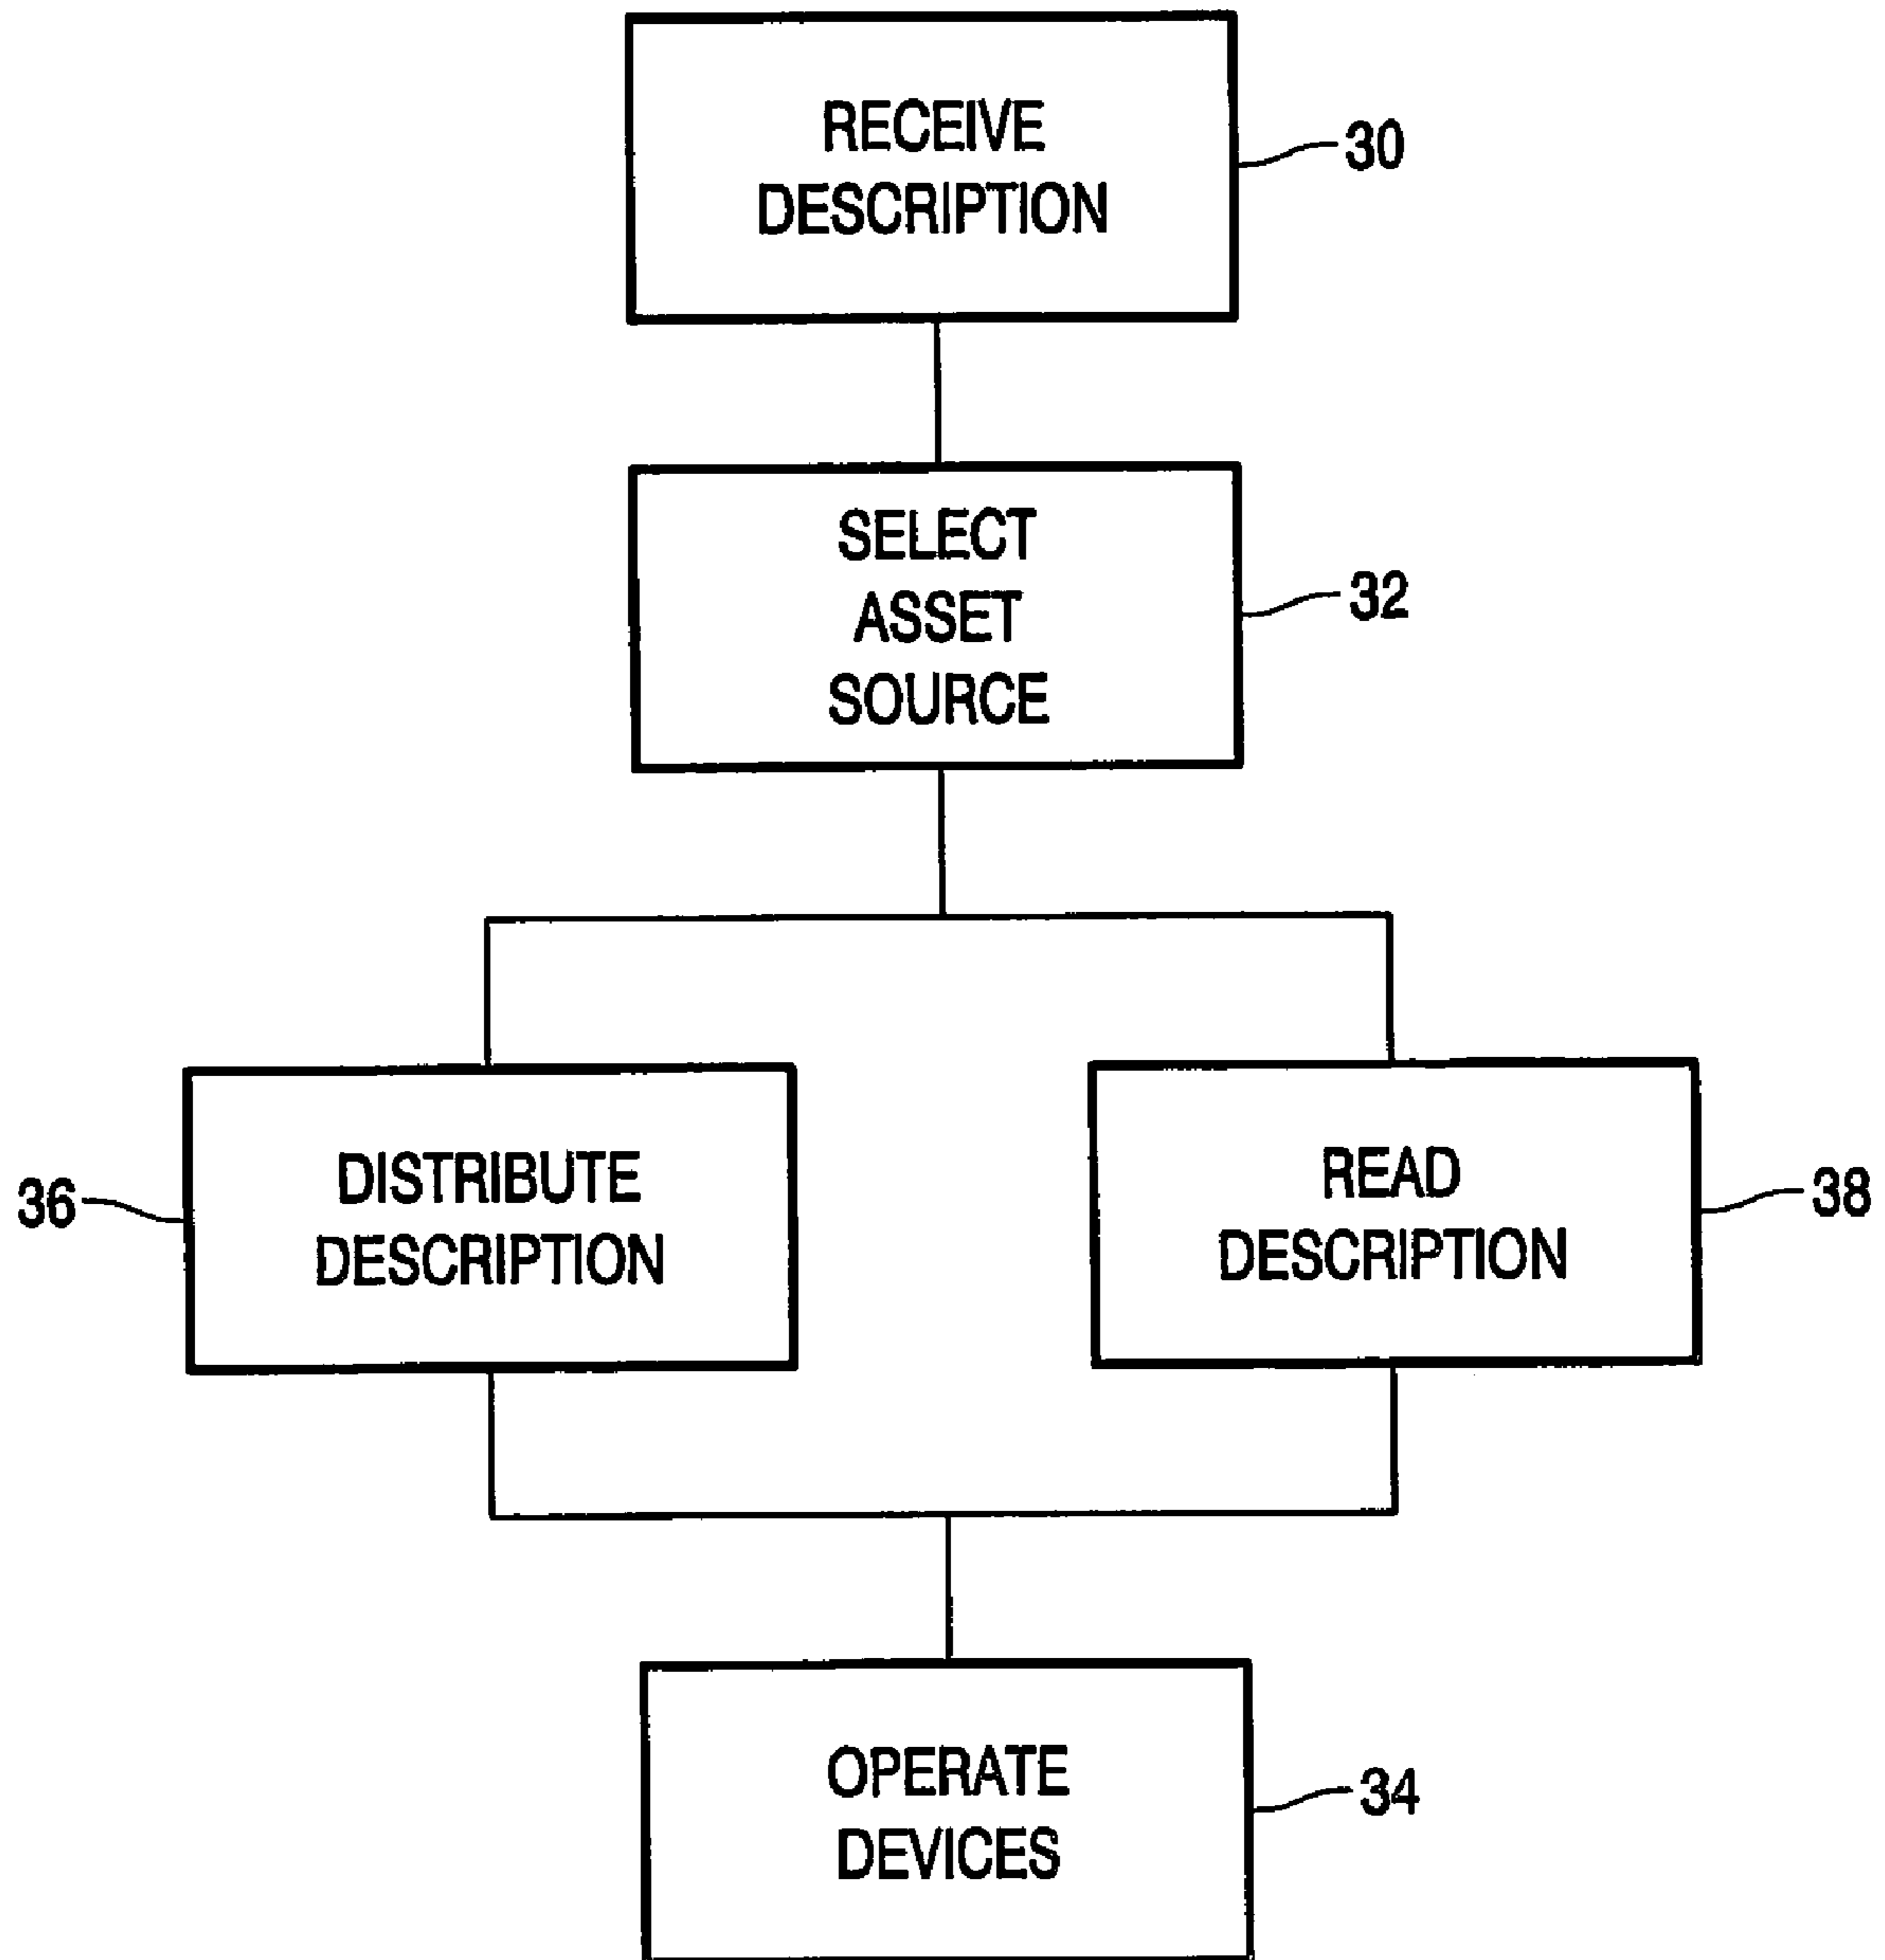 RECEIVE
DESCRIPTION
30
SELECT
ASSET
SOURCE
32
36
DISTRIBUTE
DESCRIPTION
READ
DESCRIPTION
38
OPERATE
DEVICES
34